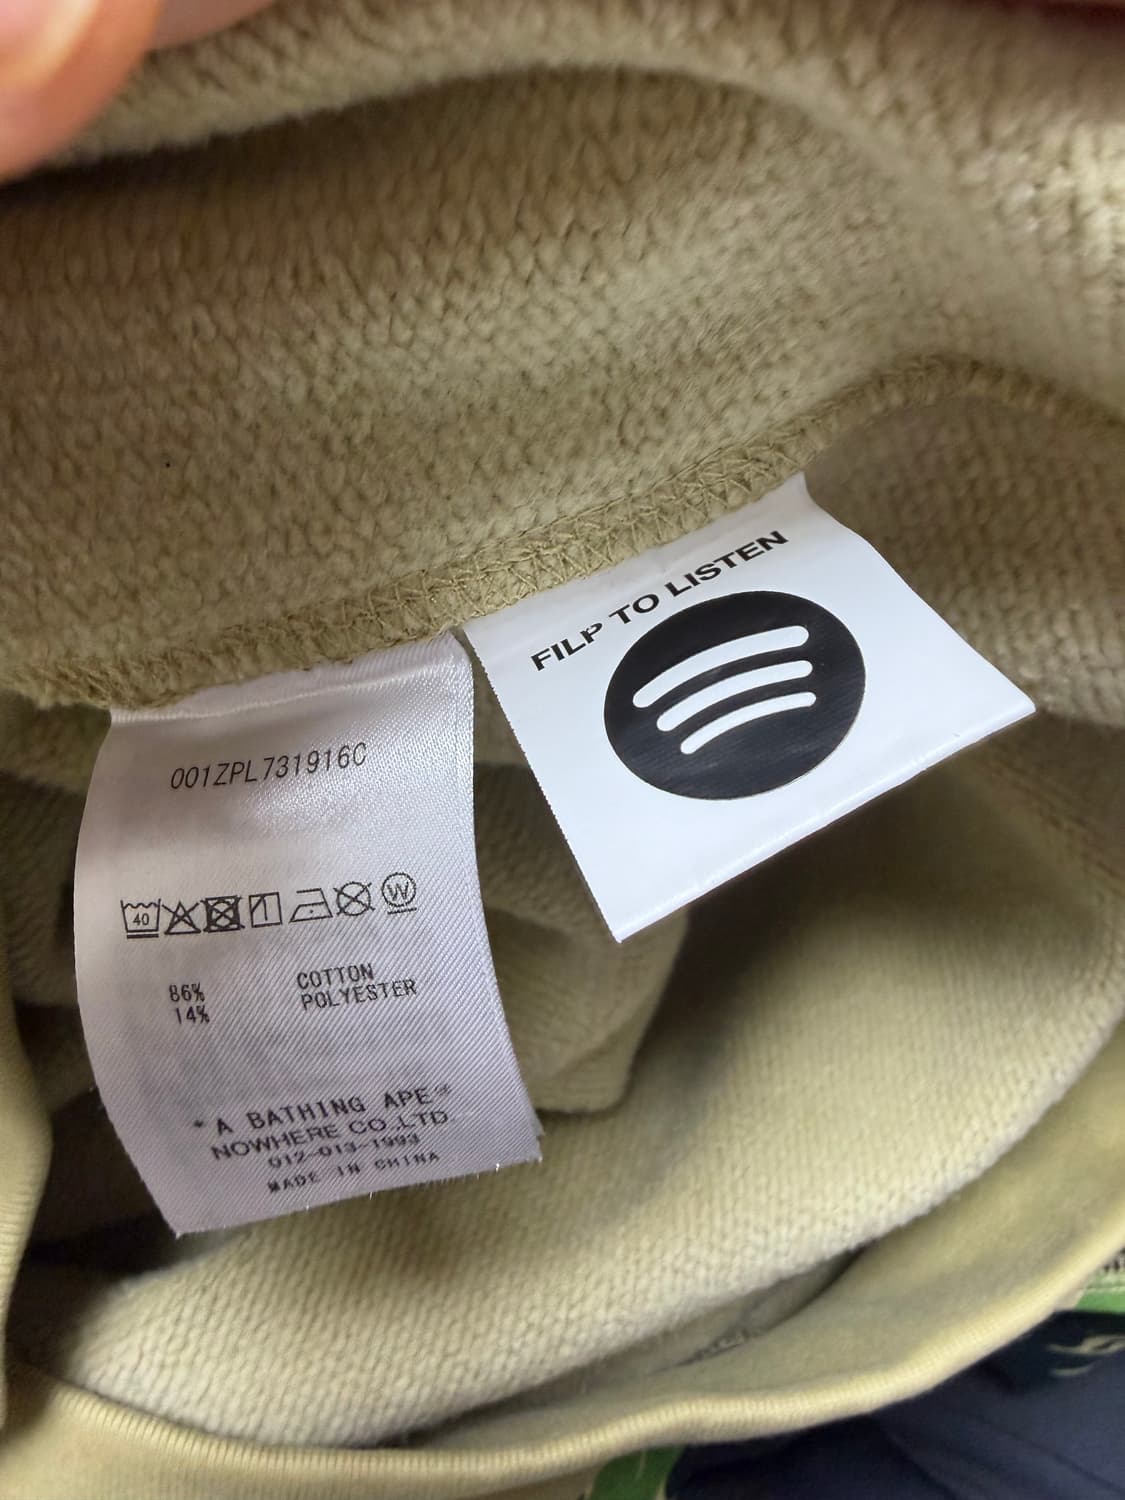 001ZPL731916C
40
W
86% COTTON
14% POLYESTER
*A BATHING APE®
NOWHERE CO.,LTD.
012-013-1993
MADE IN CHINA
FILP TO LISTEN